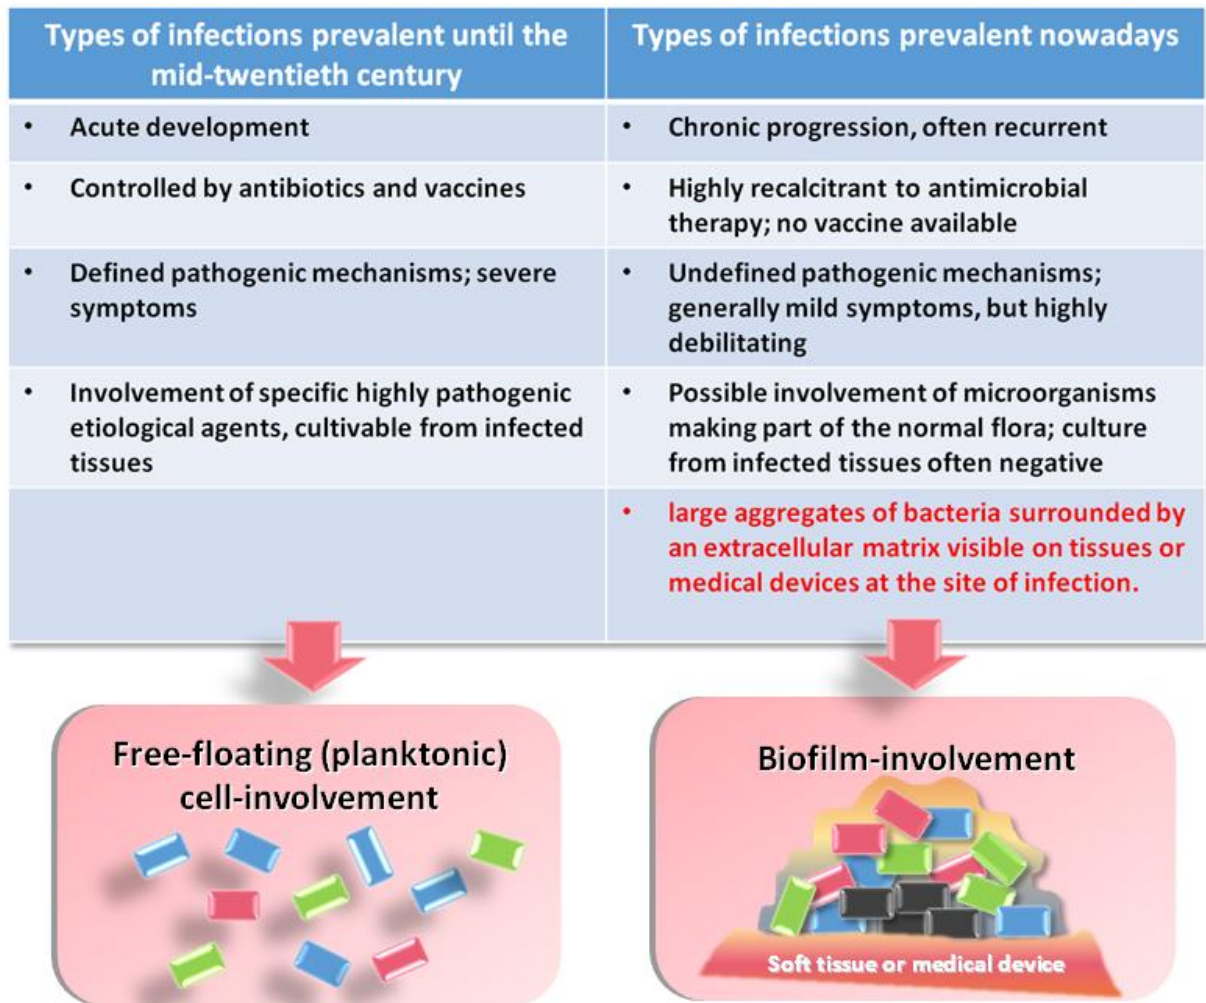 Types of infections prevalent until the
mid-twentieth century
Types of infections prevalent nowadays
• Acute development
• Chronic progression, often recurrent
• Controlled by antibiotics and vaccines
• Highly recalcitrant to antimicrobial
therapy; no vaccine available
• Defined pathogenic mechanisms; severe
symptoms
• Undefined pathogenic mechanisms;
generally mild symptoms, but highly
debilitating
• Involvement of specific highly pathogenic
etiological agents, cultivable from infected
tissues
• Possible involvement of microorganisms
making part of the normal flora; culture
from infected tissues often negative
• large aggregates of bacteria surrounded by
an extracellular matrix visible on tissues or
medical devices at the site of infection.
Free-floating (planktonic)
cell-involvement
Biofilm-involvement
Soft tissue or medical device